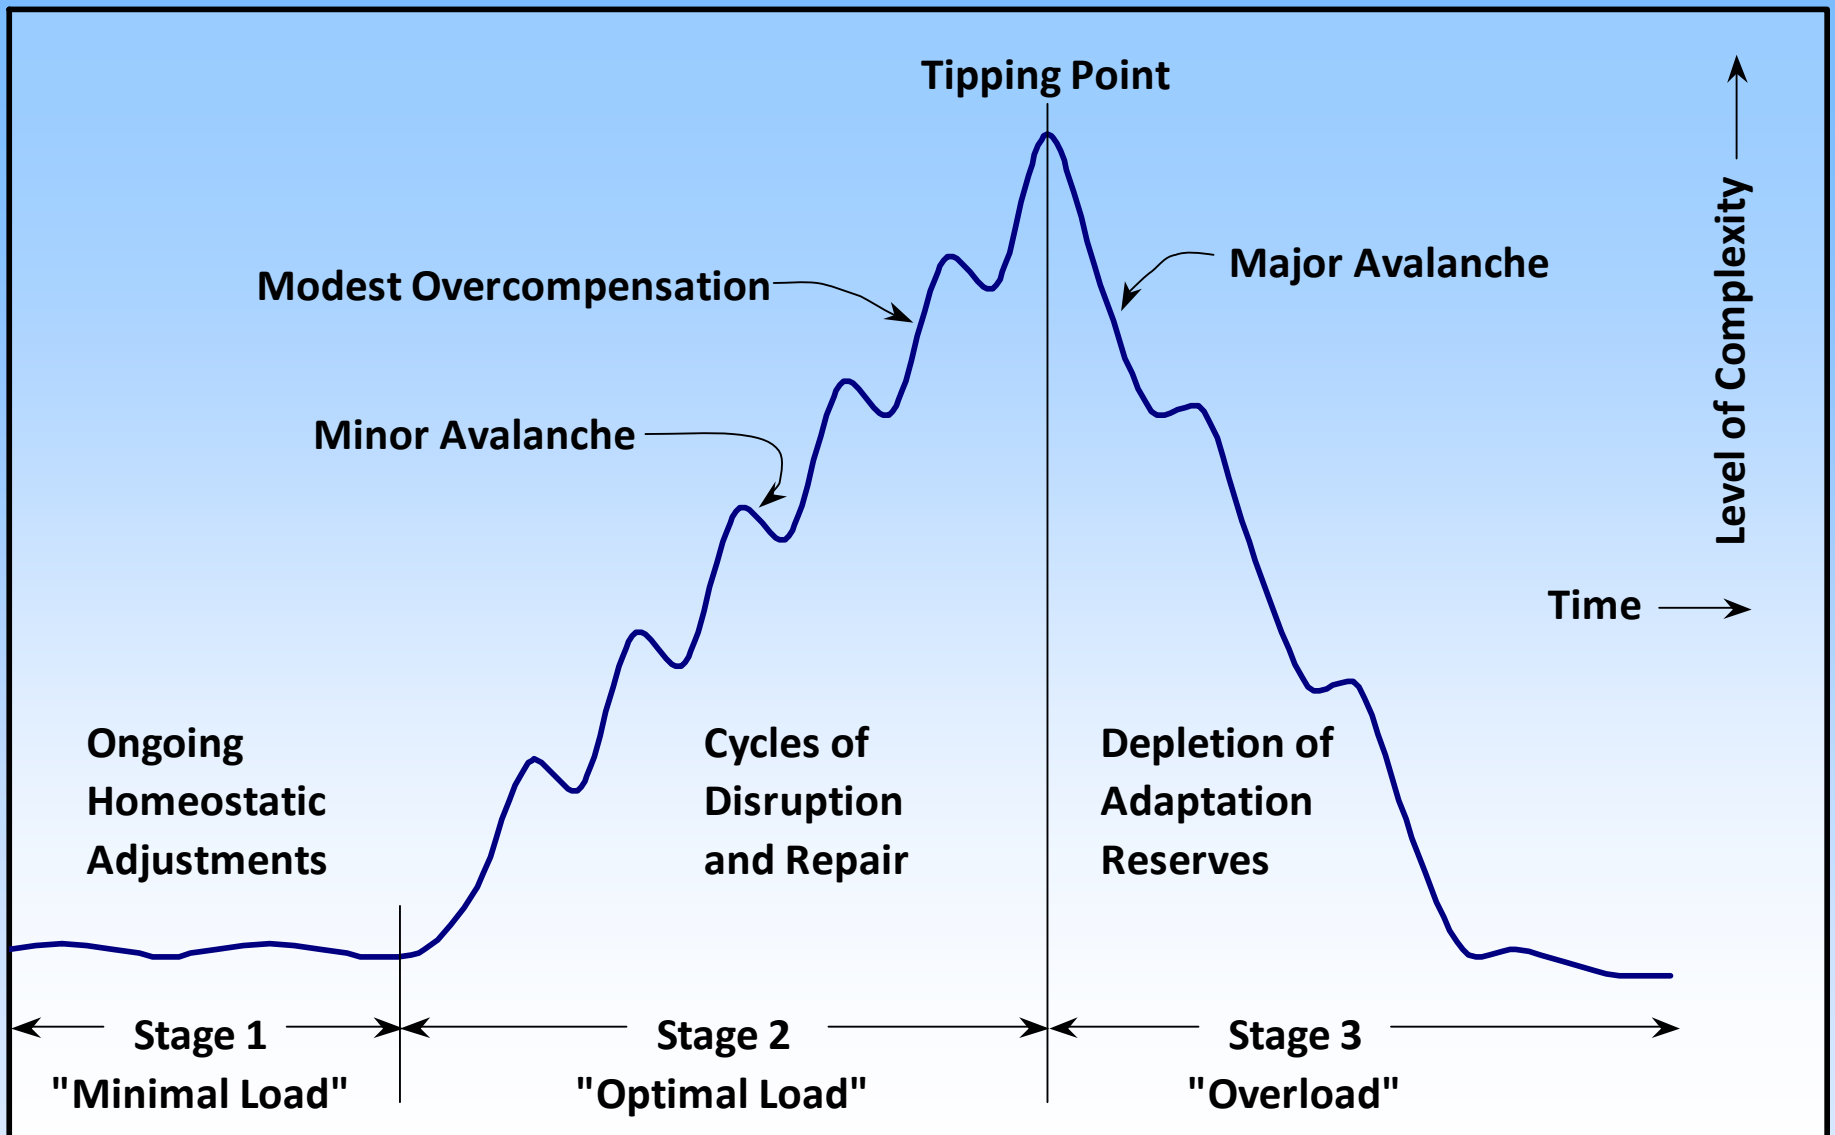 Tipping Point
Level of Complexity
Major Avalanche
Modest Overcompensation
Minor Avalanche
Time
Ongoing
Homeostatic
Adjustments
Cycles of
Disruption
and Repair
Depletion of
Adaptation
Reserves
Stage 1
"Minimal Load"
Stage 2
"Optimal Load"
Stage 3
"Overload"